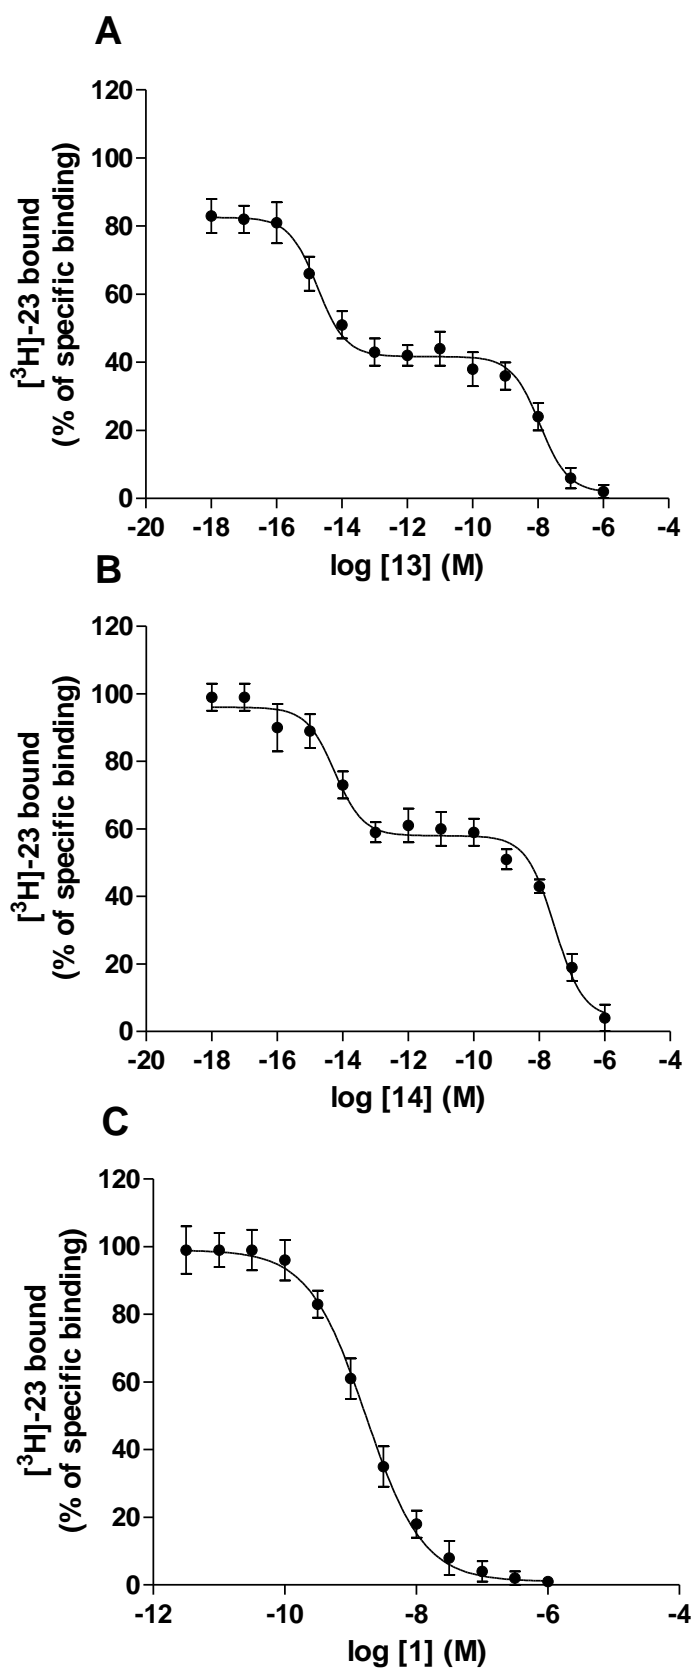 A
120
100
80
60
40
20
0
[³H]-23 bound
(% of specific binding)
-20 -18 -16 -14 -12 -10 -8 -6 -4
log [13] (M)
B
120
100
80
60
40
20
0
[³H]-23 bound
(% of specific binding)
-20 -18 -16 -14 -12 -10 -8 -6 -4
log [14] (M)
C
120
100
80
60
40
20
0
[³H]-23 bound
(% of specific binding)
-12 -10 -8 -6 -4
log [1] (M)